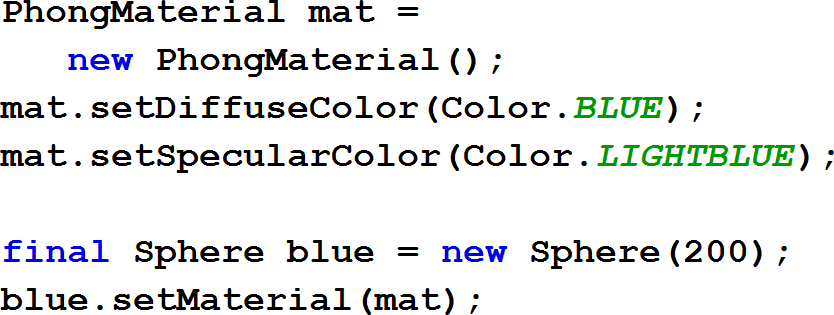 PhongMaterial mat =
   new PhongMaterial();
mat.setDiffuseColor(Color.BLUE);
mat.setSpecularColor(Color.LIGHTBLUE);

final Sphere blue = new Sphere(200);
blue.setMaterial(mat);